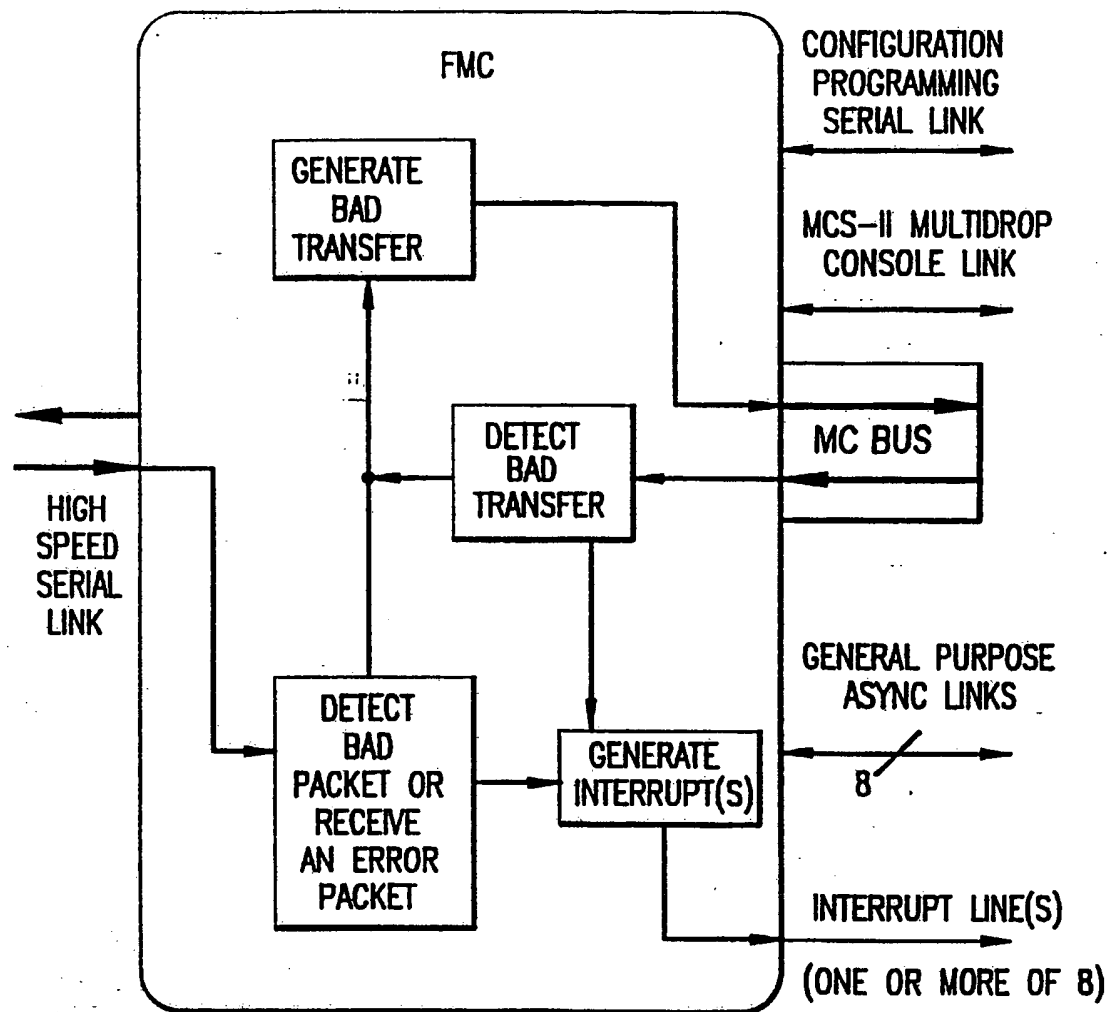 FMC
CONFIGURATION
PROGRAMMING
SERIAL LINK
GENERATE
BAD
TRANSFER
MCS-II MULTIDROP
CONSOLE LINK
DETECT
BAD
TRANSFER
MC BUS
HIGH
SPEED
SERIAL
LINK
GENERAL PURPOSE
ASYNC LINKS
8
DETECT
BAD
PACKET OR
RECEIVE
AN ERROR
PACKET
GENERATE
INTERRUPT(S)
INTERRUPT LINE(S)
(ONE OR MORE OF 8)